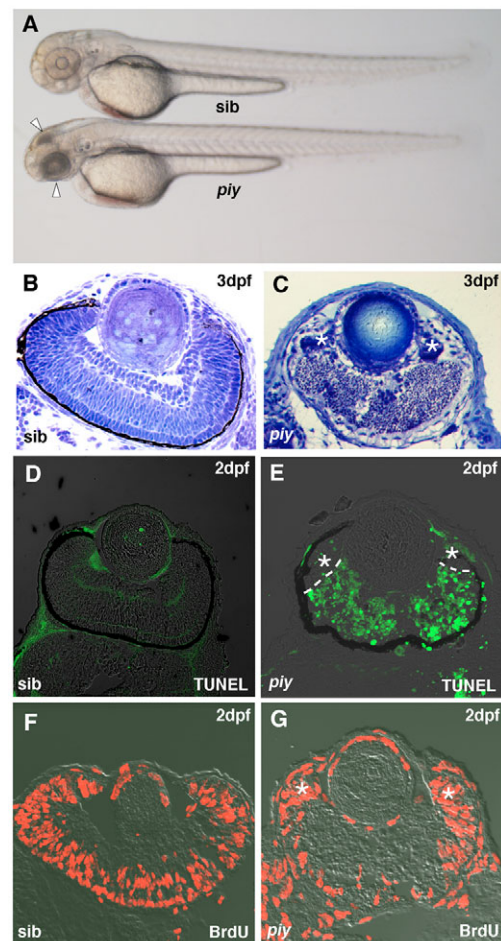 A
sib
piy
B
3dpf
sib
C
3dpf
*
*
piy
D
2dpf
sib
TUNEL
E
2dpf
*
*
piy
TUNEL
F
2dpf
sib
BrdU
G
2dpf
*
*
piy
BrdU